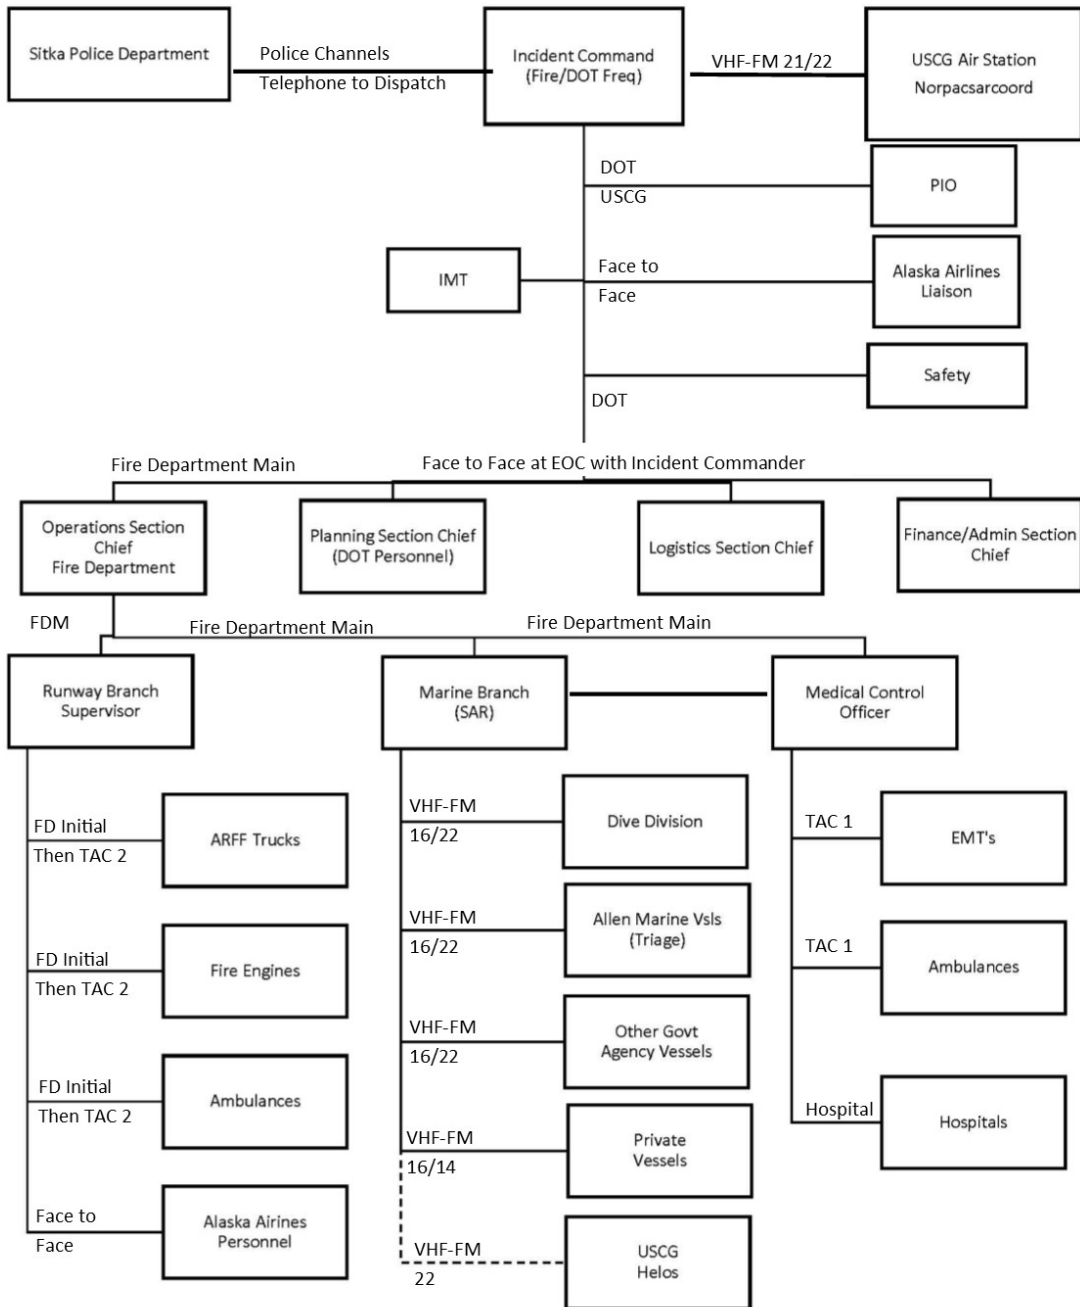 Sitka Police Department
Police Channels
Telephone to Dispatch
Incident Command
(Fire/DOT Freq)
VHF-FM 21/22
USCG Air Station
Norpacsarcoord
DOT
USCG
PIO
IMT
Face to
Face
Alaska Airlines
Liaison
Safety
DOT
Fire Department Main
Face to Face at EOC with Incident Commander
Operations Section
Chief
Fire Department
Planning Section Chief
(DOT Personnel)
Logistics Section Chief
Finance/Admin Section
Chief
FDM
Fire Department Main
Fire Department Main
Runway Branch
Supervisor
Marine Branch
(SAR)
Medical Control
Officer
FD Initial
Then TAC 2
ARFF Trucks
FD Initial
Then TAC 2
Fire Engines
FD Initial
Then TAC 2
Ambulances
Face to
Face
Alaska Airines
Personnel
VHF-FM
16/22
Dive Division
VHF-FM
16/22
Allen Marine Vsls
(Triage)
VHF-FM
16/22
Other Govt
Agency Vessels
VHF-FM
16/14
Private
Vessels
VHF-FM
22
USCG
Helos
TAC 1
EMT's
TAC 1
Ambulances
Hospital
Hospitals